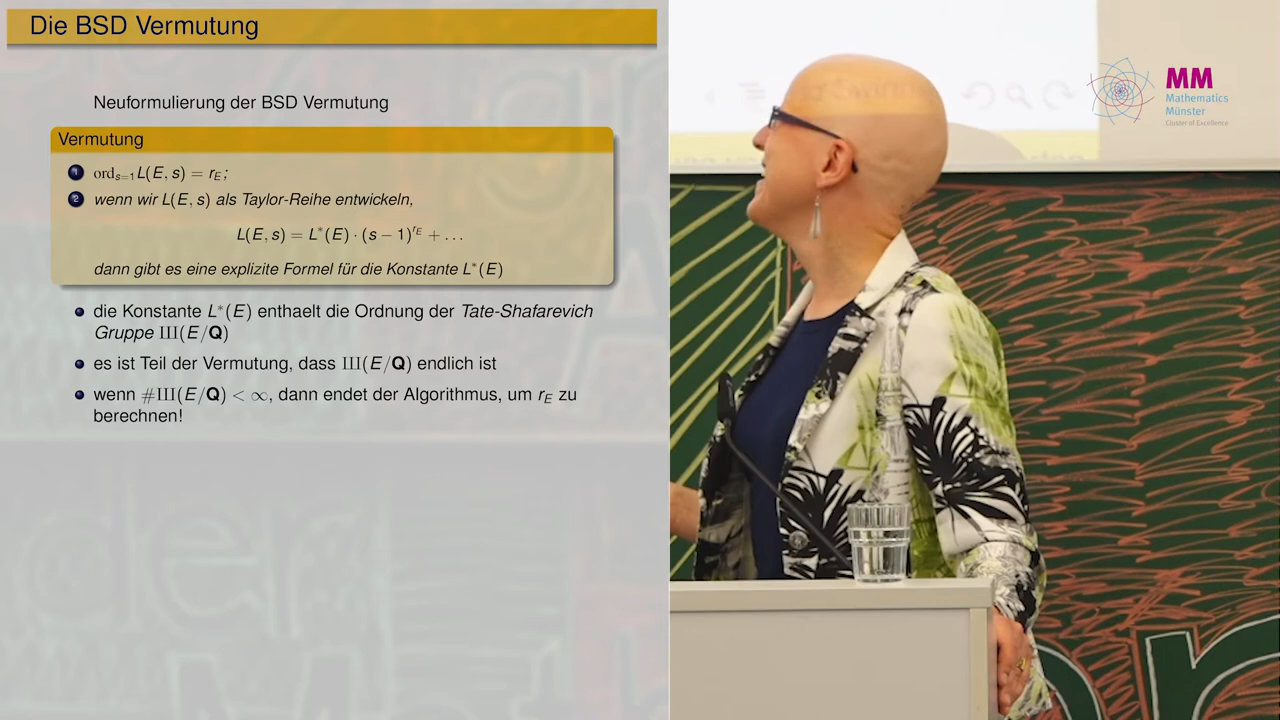 Die BSD Vermutung
Neuformulierung der BSD Vermutung
Vermutung
1 ord_{s=1} L(E, s) = r_E;
2 wenn wir L(E, s) als Taylor-Reihe entwickeln,
L(E, s) = L*(E) · (s − 1)^{r_E} + . . .
dann gibt es eine explizite Formel für die Konstante L*(E)
die Konstante L*(E) enthaelt die Ordnung der Tate-Shafarevich
Gruppe Ш(E/Q)
es ist Teil der Vermutung, dass Ш(E/Q) endlich ist
wenn #Ш(E/Q) < ∞, dann endet der Algorithmus, um r_E zu
berechnen!
MM
Mathematics
Münster
Cluster of Excellence